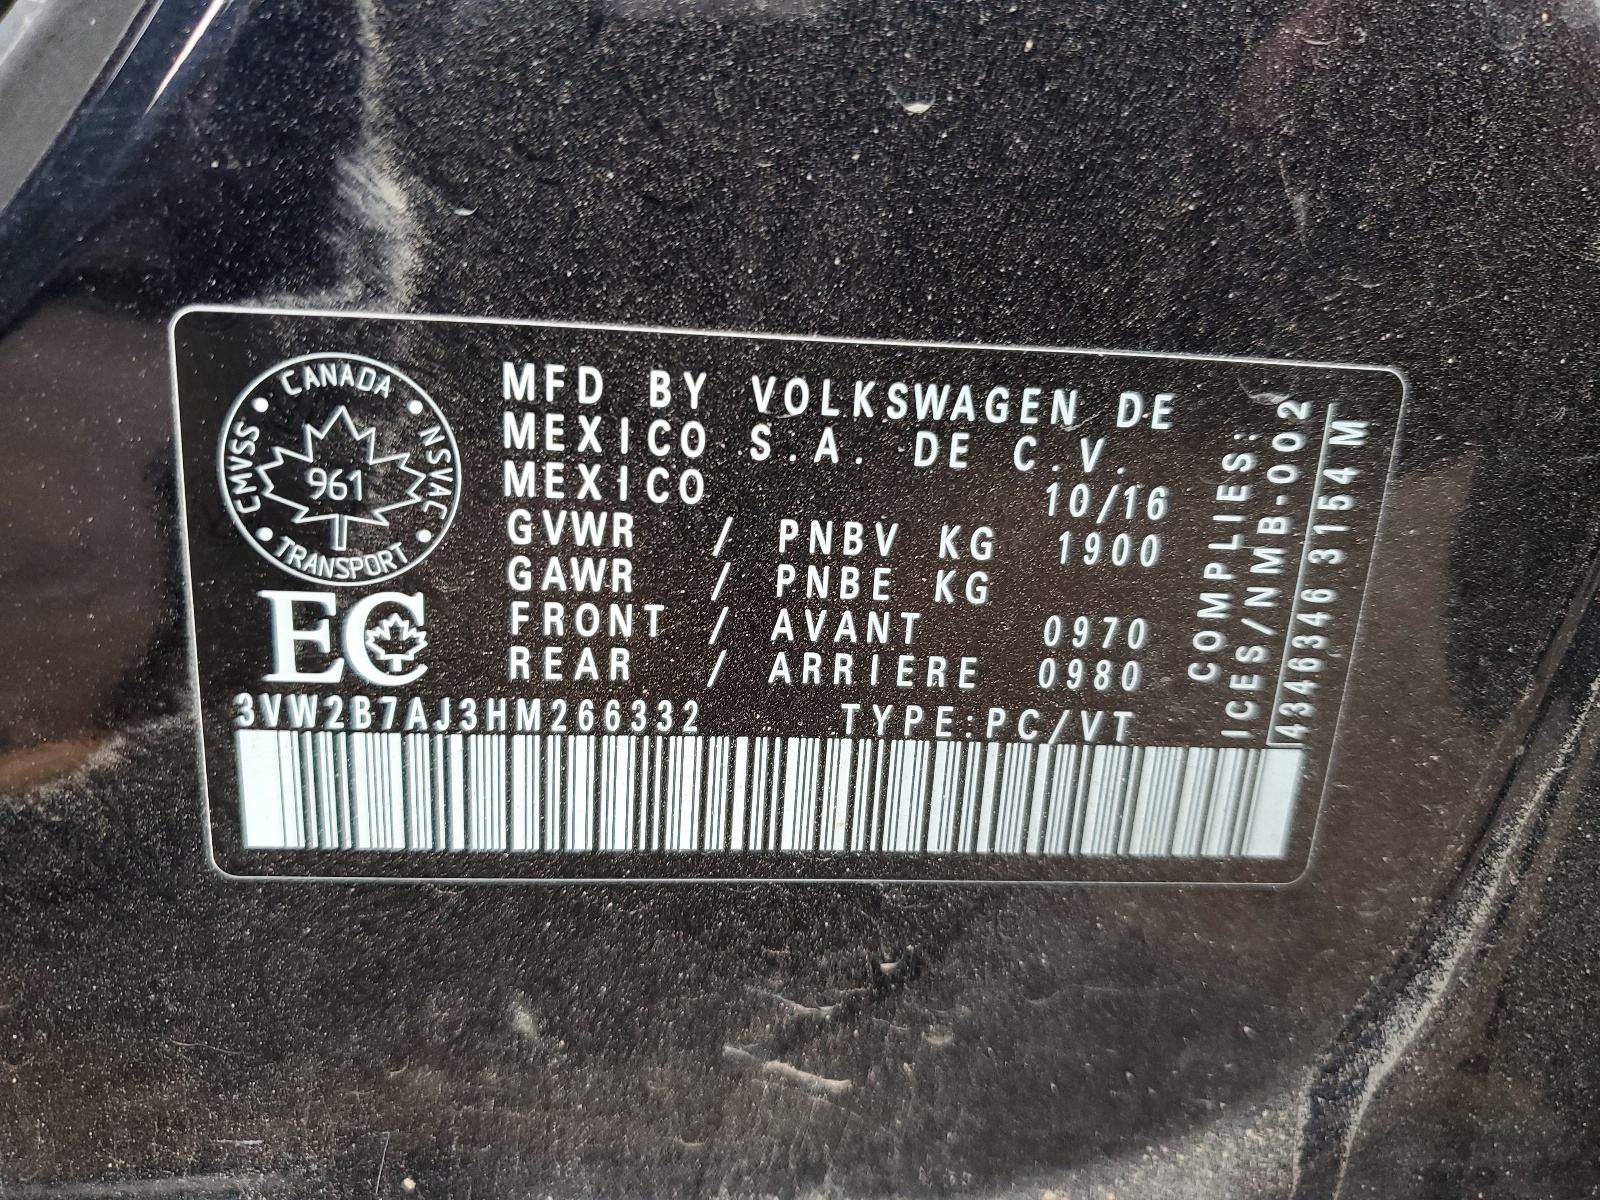 CANADA
CMVSS
NSVAC
961
TRANSPORT
EC
MFD BY VOLKSWAGEN DE
MEXICO S.A. DE C.V.
MEXICO 10/16
GVWR / PNBV KG 1900
GAWR / PNBE KG
FRONT / AVANT 0970
REAR / ARRIERE 0980
3VW2B7AJ3HM266332 TYPE:PC/VT
COMPLIES:
ICES/NMB-002
4346346 3154 M